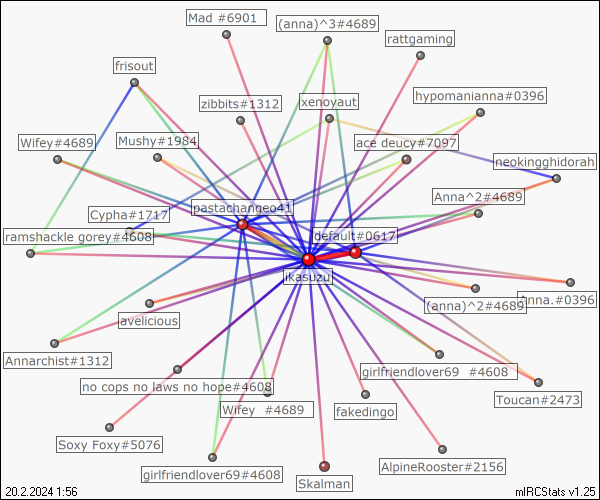 Mad #6901
(anna)^3#4689
rattgaming
frisout
zibbits#1312
xenoyaut
hypomanianna#0396
Wifey#4689
Mushy#1984
ace deucy#7097
neokingghidorah
Anna^2#4689
Cypha#1717
pastachangeo41
default#0617
ramshackle gorey#4608
ikasuzu
(anna)^2#4689
Anna.#0396
avelicious
Annarchist#1312
girlfriendlover69 #4608
no cops no laws no hope#4608
Wifey #4689
fakedingo
Toucan#2473
Soxy Foxy#5076
girlfriendlover69#4608
Skalman
AlpineRooster#2156
20.2.2024 1:56
mIRCStats v1.25